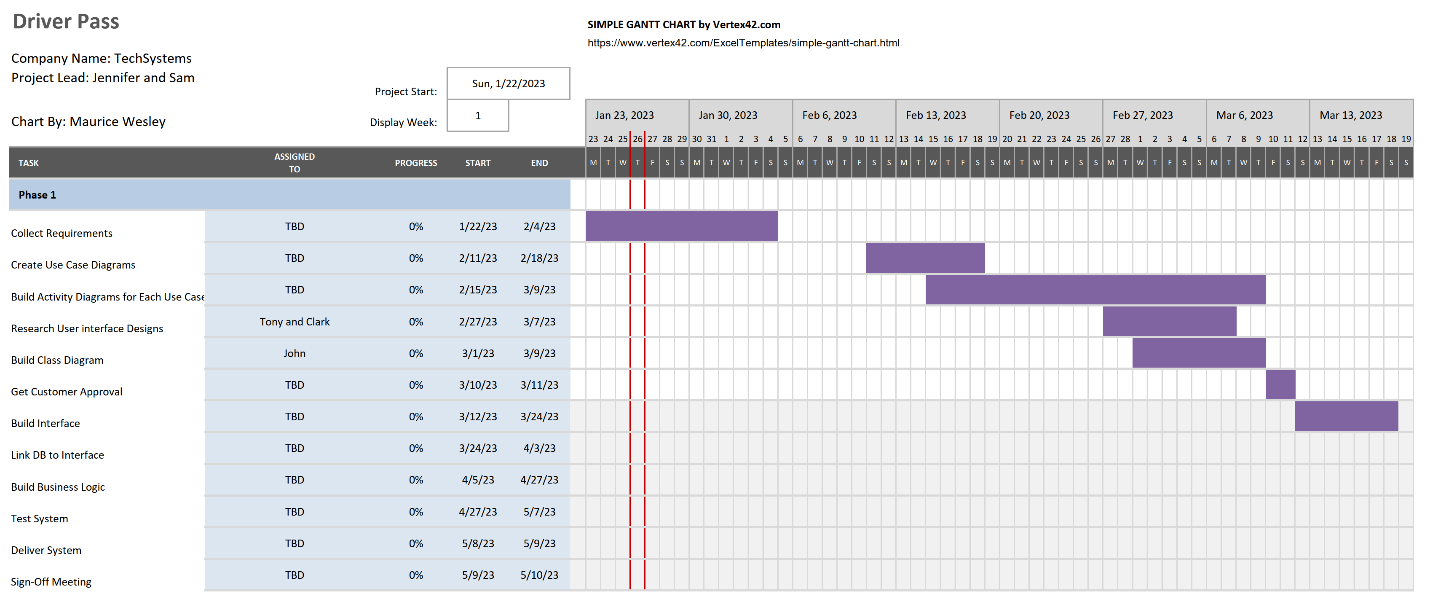 Driver Pass
SIMPLE GANTT CHART by Vertex42.com
https://www.vertex42.com/ExcelTemplates/simple-gantt-chart.html
Company Name: TechSystems
Project Lead: Jennifer and Sam
Project Start: Sun, 1/22/2023
Chart By: Maurice Wesley
Display Week: 1
Jan 23, 2023 Jan 30, 2023 Feb 6, 2023 Feb 13, 2023 Feb 20, 2023 Feb 27, 2023 Mar 6, 2023 Mar 13, 2023
23 24 25 26 27 28 29 30 31 1 2 3 4 5 6 7 8 9 10 11 12 13 14 15 16 17 18 19 20 21 22 23 24 25 26 27 28 1 2 3 4 5 6 7 8 9 10 11 12 13 14 15 16 17 18 19
TASK ASSIGNED TO PROGRESS START END M T W T F S S M T W T F S S M T W T F S S M T W T F S S M T W T F S S M T W T F S S M T W T F S S M T W T F S S
Phase 1
Collect Requirements TBD 0% 1/22/23 2/4/23
Create Use Case Diagrams TBD 0% 2/11/23 2/18/23
Build Activity Diagrams for Each Use Case TBD 0% 2/15/23 3/9/23
Research User interface Designs Tony and Clark 0% 2/27/23 3/7/23
Build Class Diagram John 0% 3/1/23 3/9/23
Get Customer Approval TBD 0% 3/10/23 3/11/23
Build Interface TBD 0% 3/12/23 3/24/23
Link DB to Interface TBD 0% 3/24/23 4/3/23
Build Business Logic TBD 0% 4/5/23 4/27/23
Test System TBD 0% 4/27/23 5/7/23
Deliver System TBD 0% 5/8/23 5/9/23
Sign-Off Meeting TBD 0% 5/9/23 5/10/23